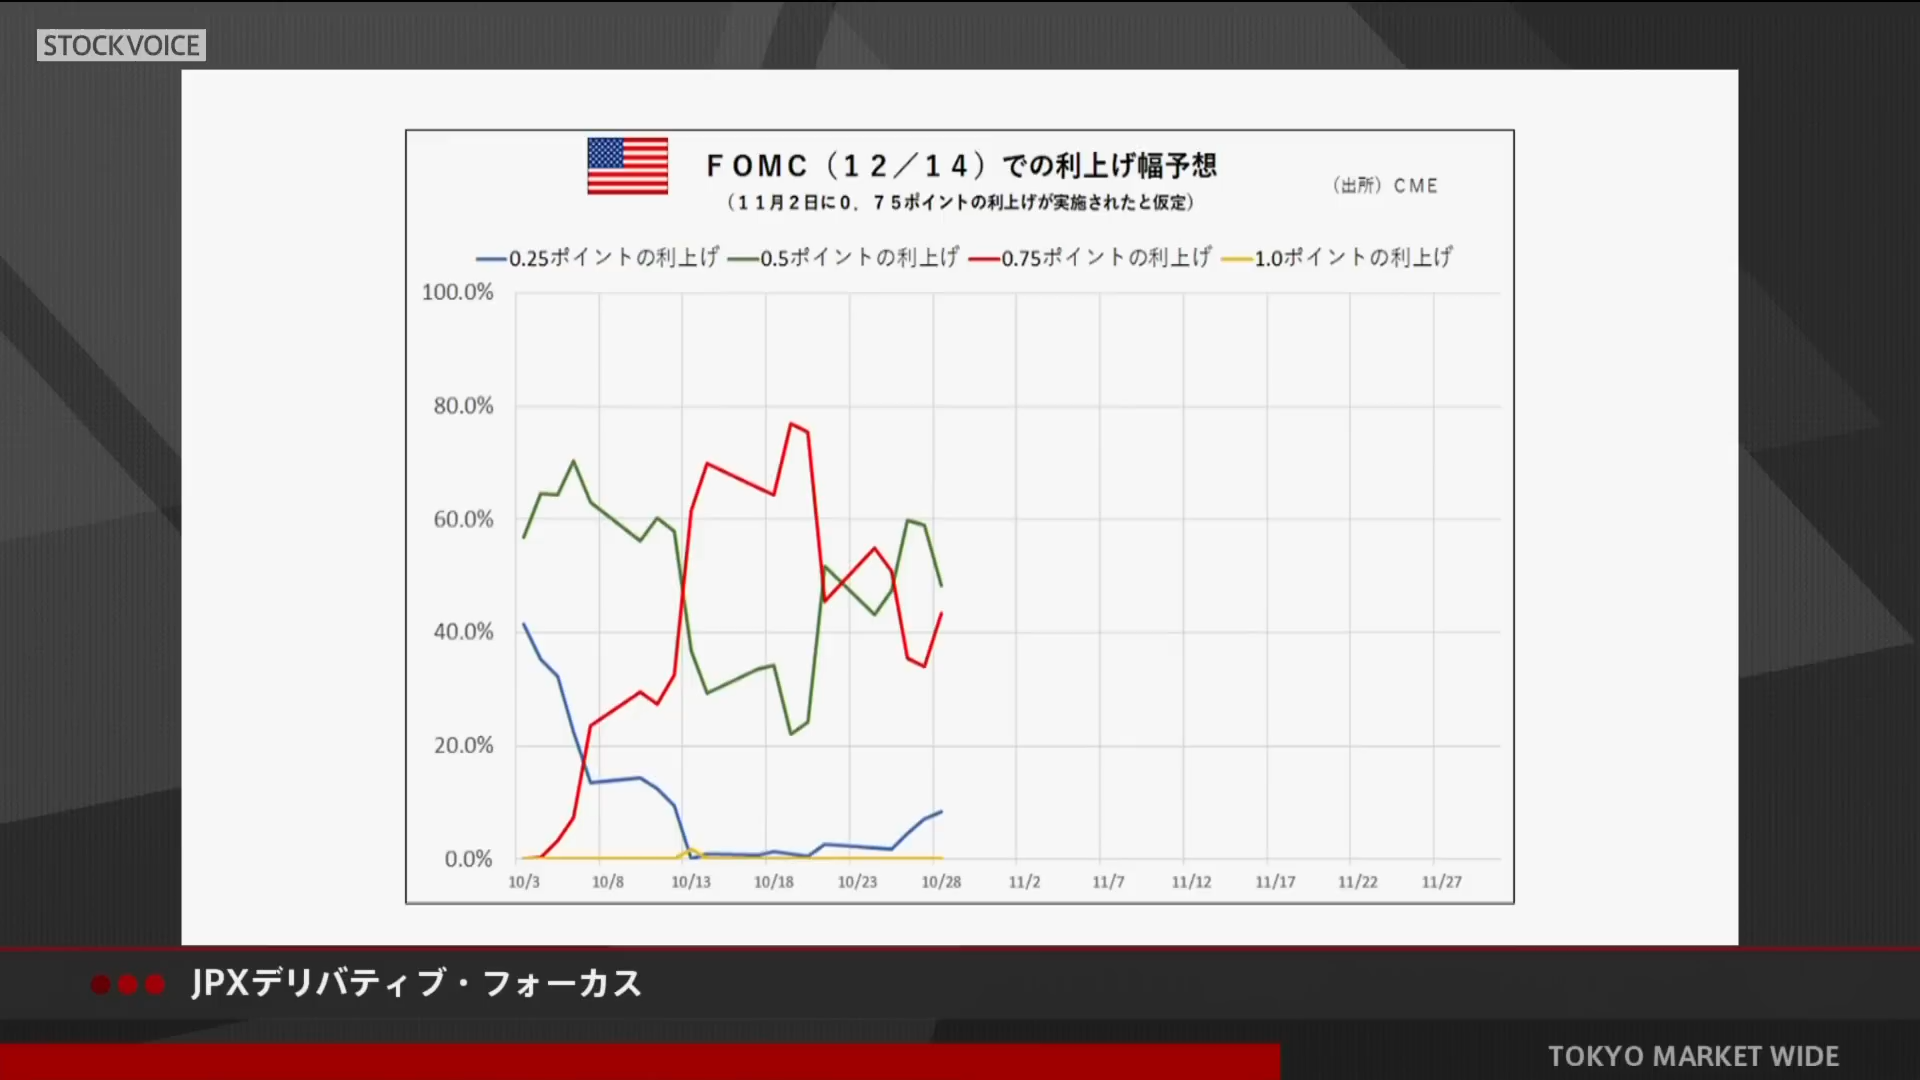 STOCKVOICE
FOMC（12／14）での利上げ幅予想
（11月2日に0．75ポイントの利上げが実施されたと仮定）
（出所）CME
0.25ポイントの利上げ 0.5ポイントの利上げ 0.75ポイントの利上げ 1.0ポイントの利上げ
100.0%
80.0%
60.0%
40.0%
20.0%
0.0%
10/3 10/8 10/13 10/18 10/23 10/28 11/2 11/7 11/12 11/17 11/22 11/27
JPXデリバティブ・フォーカス
TOKYO MARKET WIDE